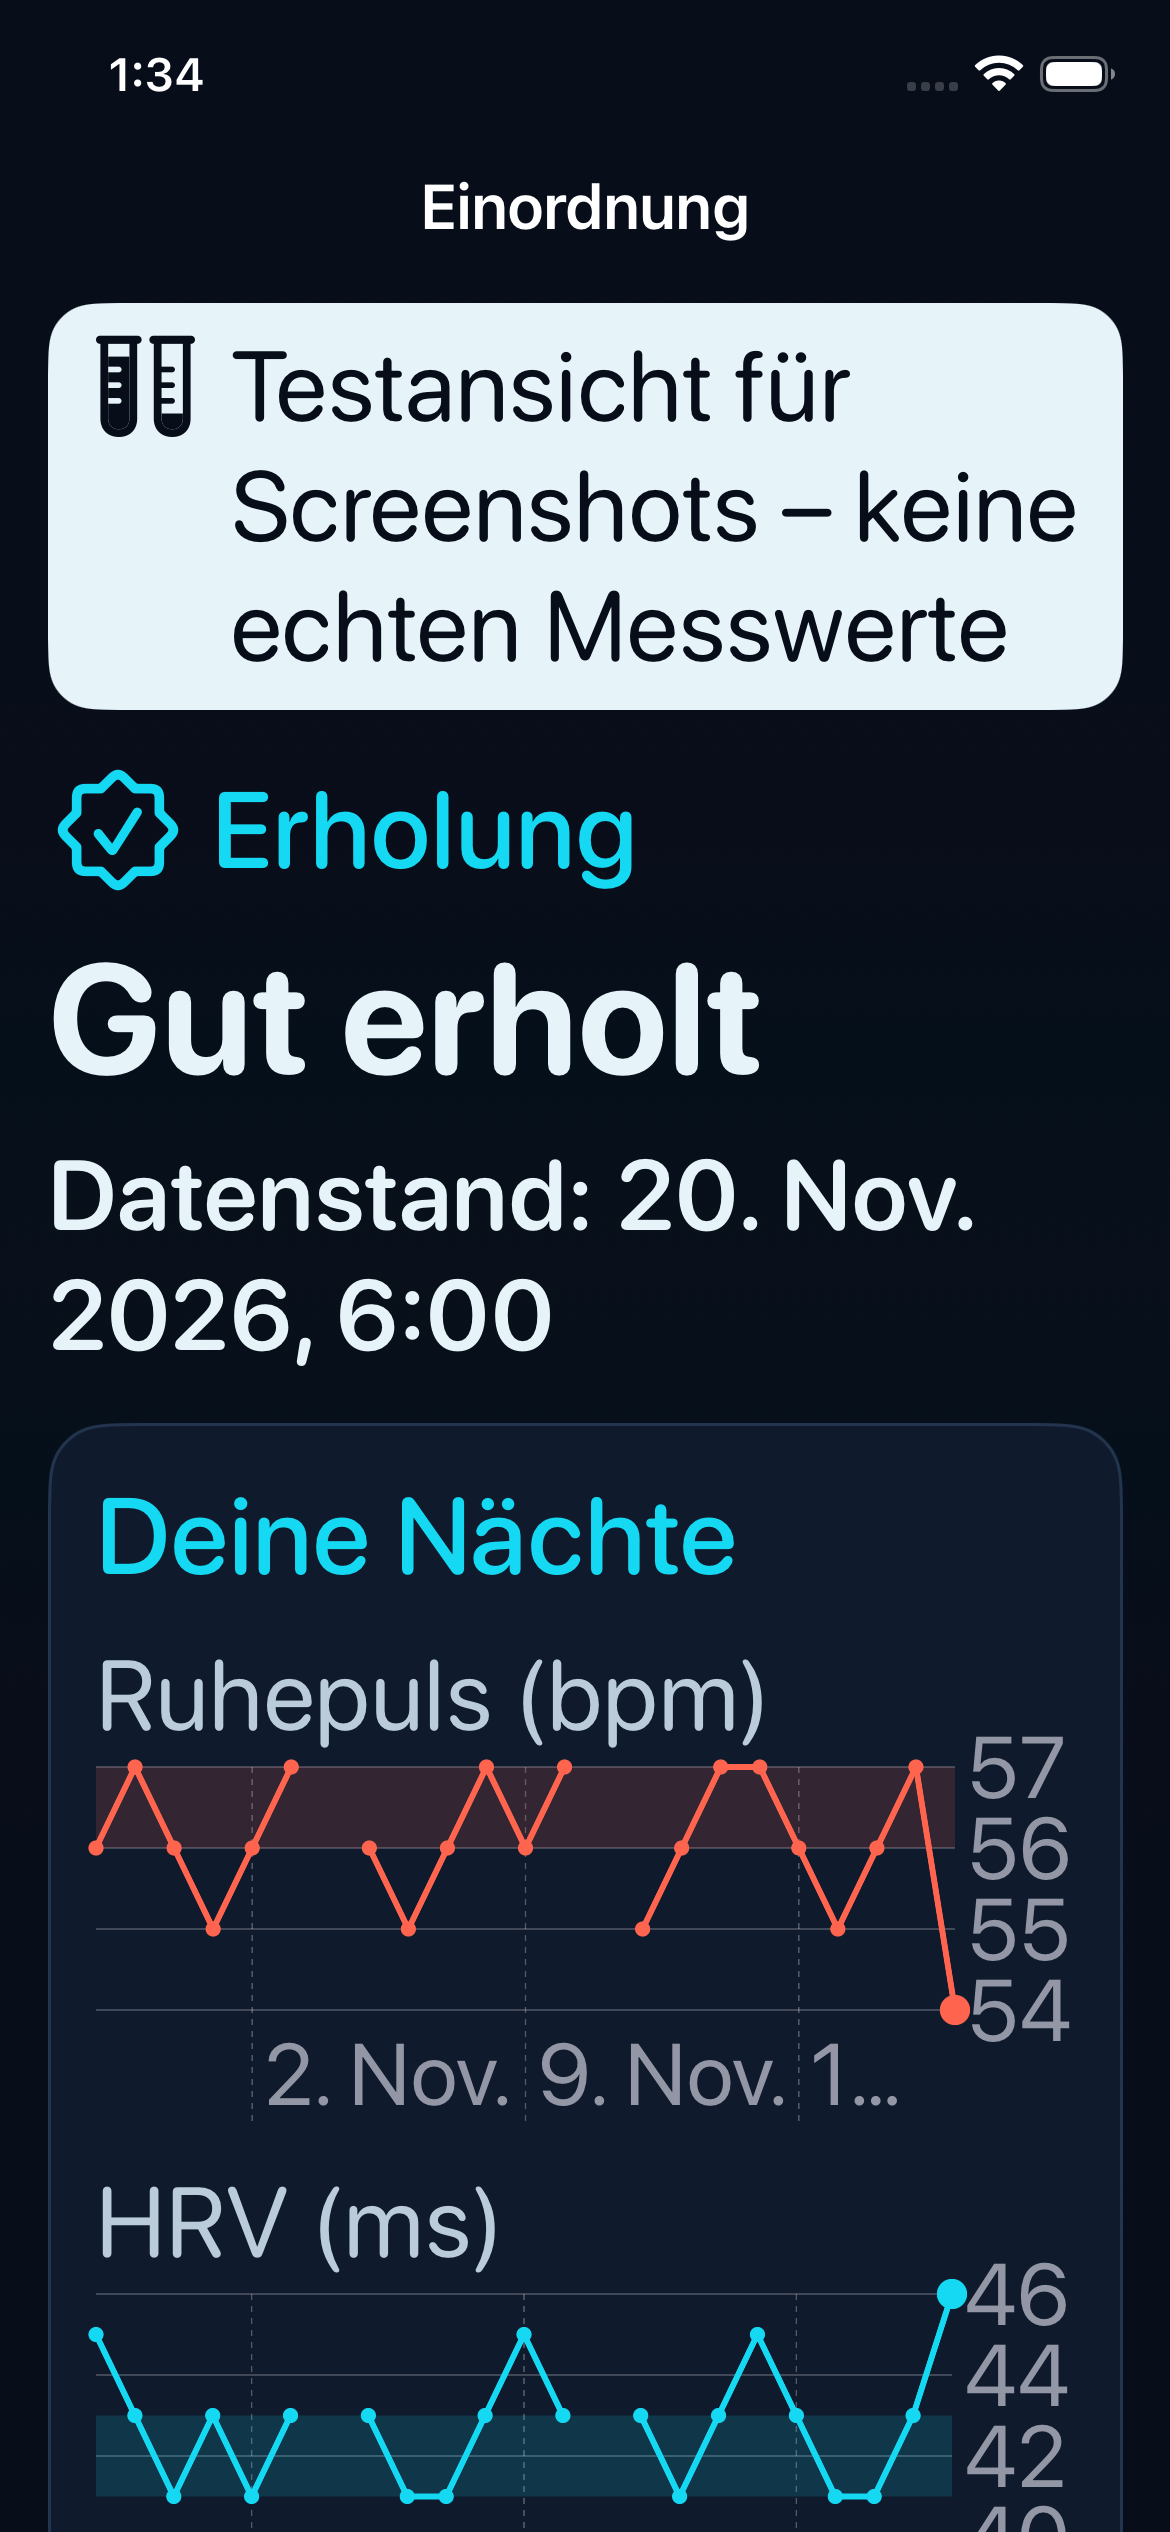 1:34
Einordnung
Testansicht für
Screenshots – keine
echten Messwerte
Erholung
Gut erholt
Datenstand: 20. Nov.
2026, 6:00
Deine Nächte
Ruhepuls (bpm)
57
56
55
54
2. Nov. 9. Nov. 1...
HRV (ms)
46
44
42
40